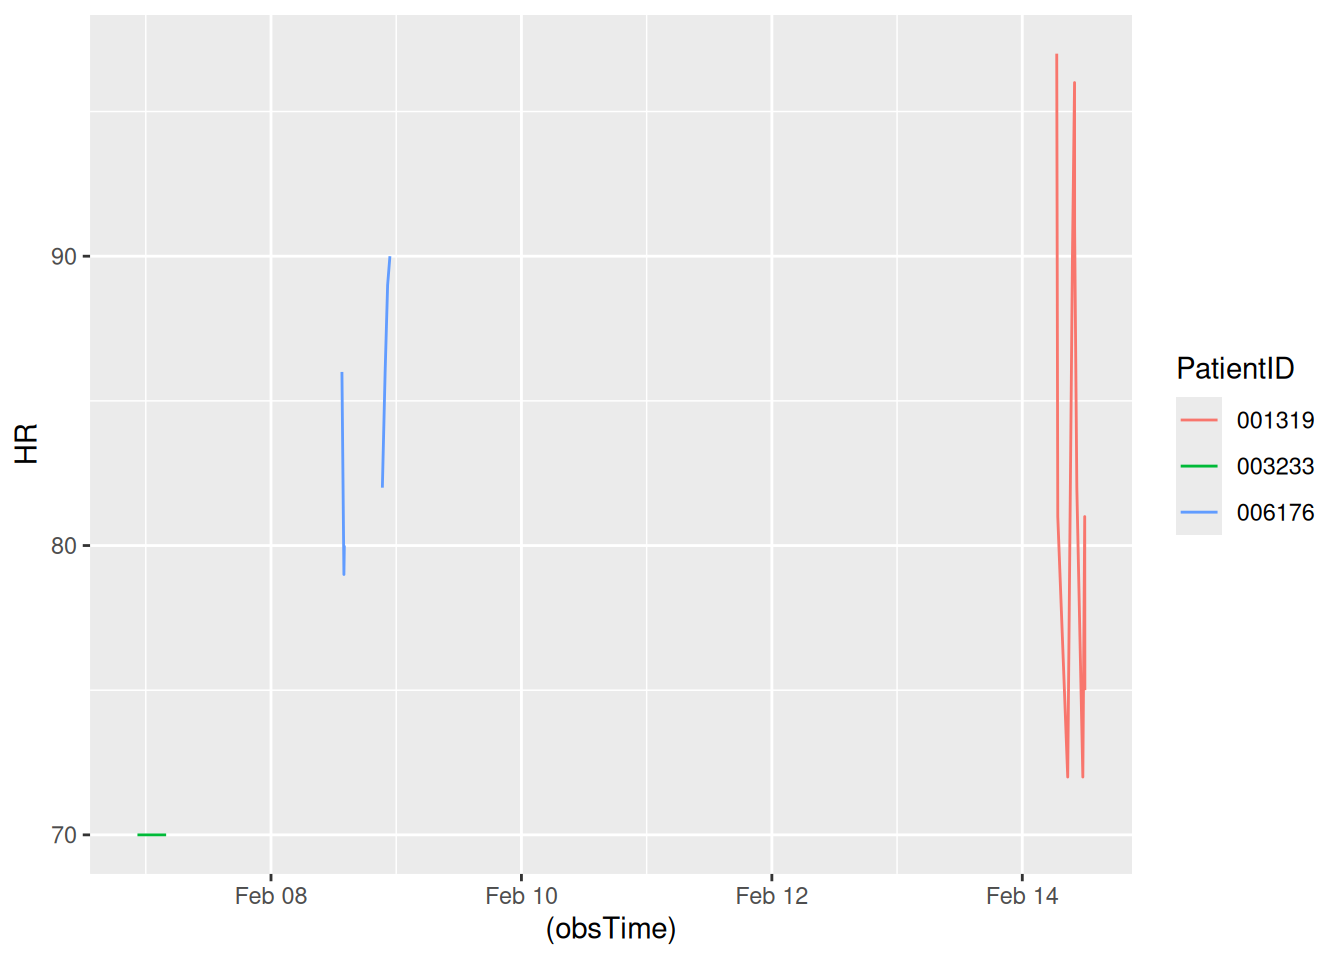 HR
90
80
70
Feb 08
Feb 10
Feb 12
Feb 14
(obsTime)
PatientID
001319
003233
006176